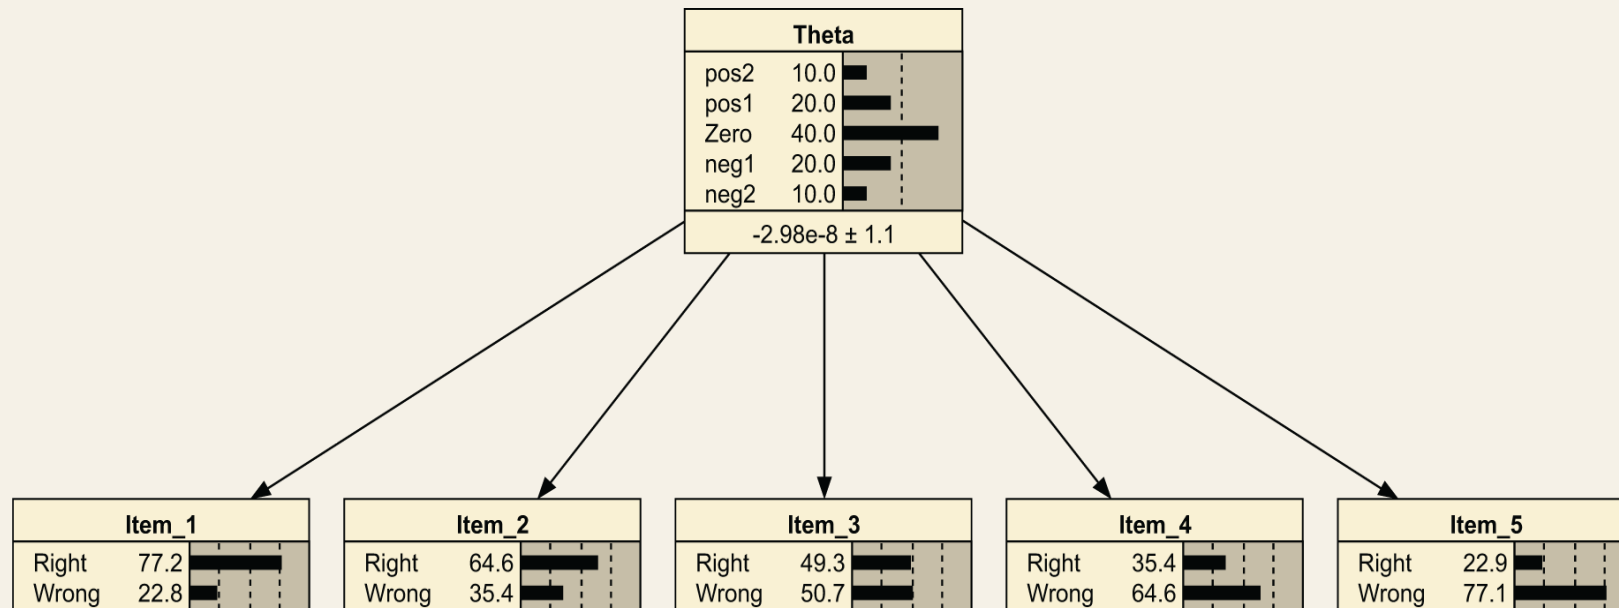 Theta
pos2 10.0
pos1 20.0
Zero 40.0
neg1 20.0
neg2 10.0
-2.98e-8 ± 1.1
Item_1 Item_2 Item_3 Item_4 Item_5
Right 77.2 Right 64.6 Right 49.3 Right 35.4 Right 22.9
Wrong 22.8 Wrong 35.4 Wrong 50.7 Wrong 64.6 Wrong 77.1